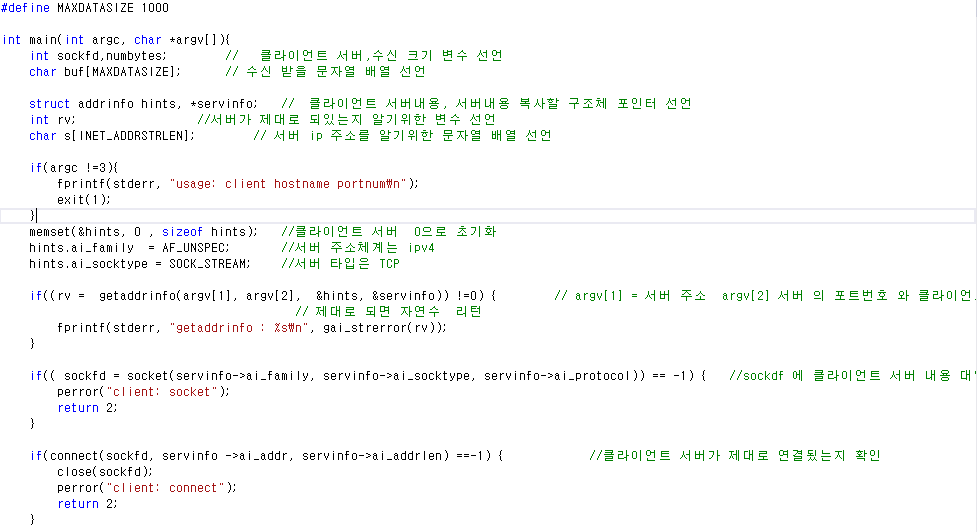 #define MAXDATASIZE 1000
int main(int argc, char *argv[]){
int sockfd,numbytes; // 클라이언트 서버,수신 크기 변수 선언
char buf[MAXDATASIZE]; // 수신 받을 문자열 배열 선언
struct addrinfo hints, *servinfo; // 클라이언트 서버내용, 서버내용 복사할 구조체 포인터 선언
int rv; //서버가 제대로 되있는지 알기위한 변수 선언
char s[INET_ADDRSTRLEN]; // 서버 ip 주소를 알기위한 문자열 배열 선언
if(argc !=3){
fprintf(stderr, "usage: client hostname portnum\n");
exit(1);
}
memset(&hints, 0 , sizeof hints); //클라이언트 서버 0으로 초기화
hints.ai_family = AF_UNSPEC; //서버 주소체계는 ipv4
hints.ai_socktype = SOCK_STREAM; //서버 타입은 TCP
if((rv = getaddrinfo(argv[1], argv[2], &hints, &servinfo)) !=0) { // argv[1] = 서버 주소 argv[2] 서버 의 포트번호 와 클라이언
// 제대로 되면 자연수 리턴
fprintf(stderr, "getaddrinfo : %s\n", gai_strerror(rv));
}
if(( sockfd = socket(servinfo->ai_family, servinfo->ai_socktype, servinfo->ai_protocol)) == -1) { //sockdf 에 클라이언트 서버 내용
perror("client: socket");
return 2;
}
if(connect(sockfd, servinfo ->ai_addr, servinfo->ai_addrlen) ==-1) { //클라이언트 서버가 제대로 연결됬는지 확인
close(sockfd);
perror("client: connect");
return 2;
}